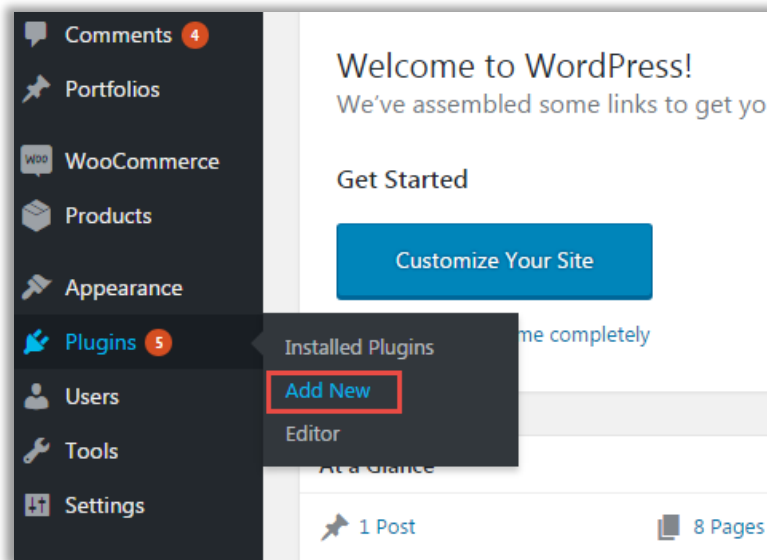 Comments 4
Portfolios
WOO WooCommerce
Products
Appearance
Plugins 5
Users
Tools
Settings
Installed Plugins
Add New
Editor
Welcome to WordPress!
We've assembled some links to get yo
Get Started
Customize Your Site
me completely
At a Glance
1 Post
8 Pages